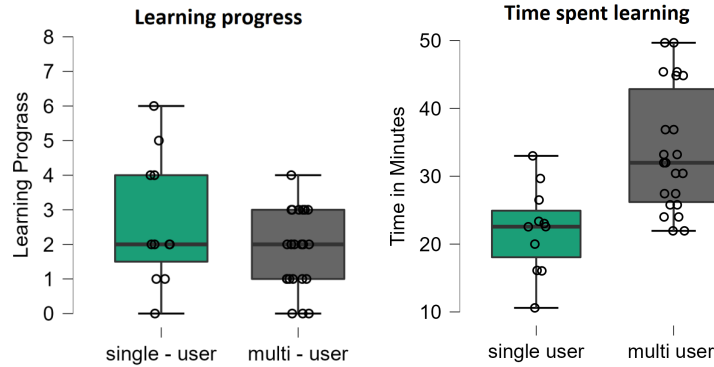 Learning progress
8
7
6
5
4
3
2
1
0
Learning Prograss
single - user
multi - user
Time spent learning
50
40
30
20
10
Time in Minutes
single user
multi user